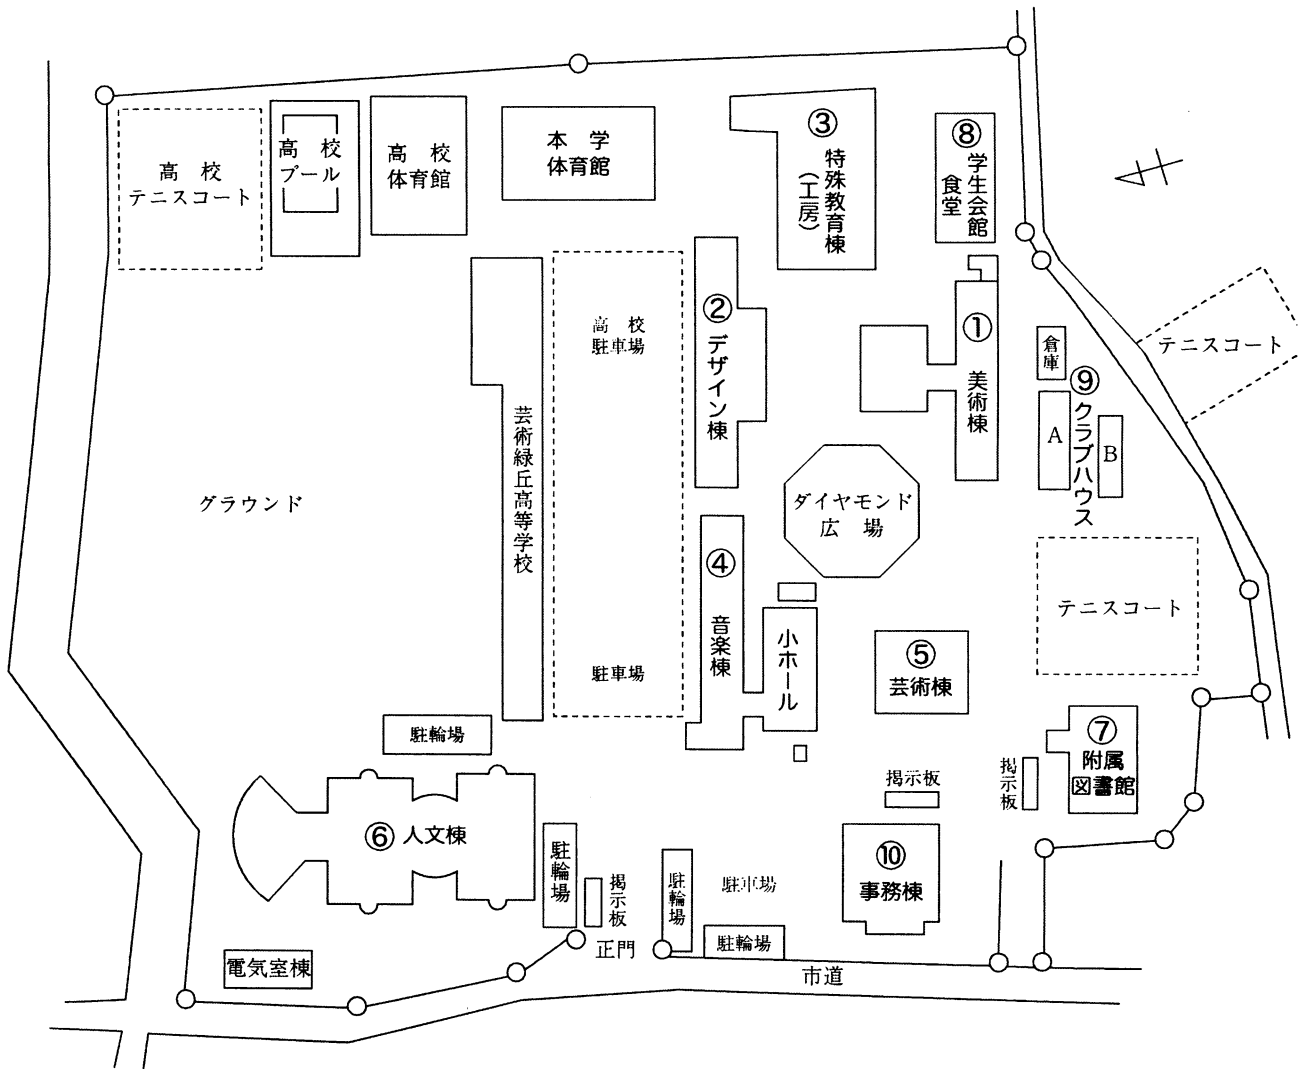 高校
テニスコート
高校
プール
高校
体育館
本学
体育館
③
特殊教育棟
（工房）
⑧
学生会館
食堂
②
デザイン棟
高校
駐車場
①
美術棟
倉庫
⑨
クラブハウス
A
B
テニスコート
グラウンド
芸術緑丘高等学校
ダイヤモンド
広場
④
音楽棟
小ホール
⑤
芸術棟
テニスコート
駐車場
駐輪場
⑦
附属
図書館
掲示板
掲示板
⑥人文棟
駐輪場
掲示板
駐輪場
駐車場
⑩
事務棟
駐輪場
正門
電気室棟
市道